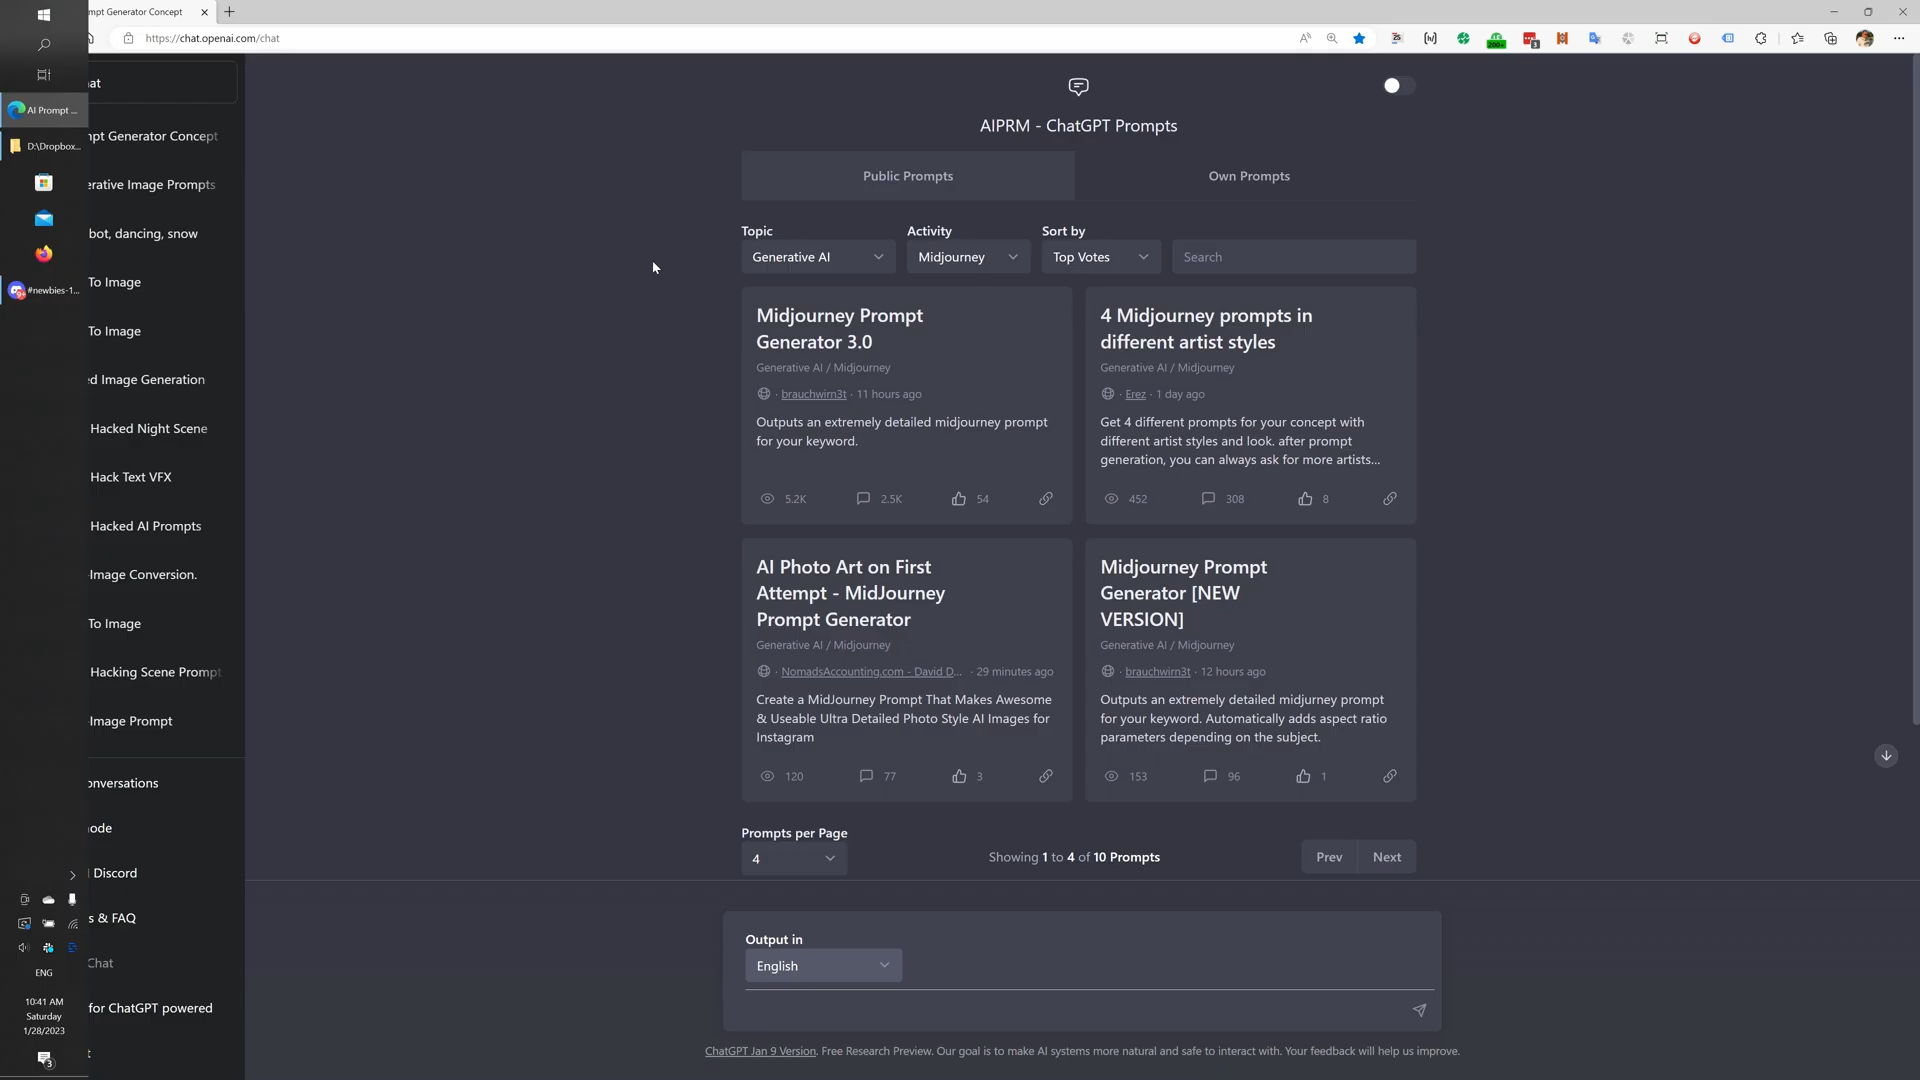 mpt Generator Concept
https://chat.openai.com/chat
200+
3
AI Prompt ...
D:\Dropbox...
9+
#newbies-1...
10:41 AM
Saturday
1/28/2023
ENG
3
nat
npt Generator Concept
erative Image Prompts
bot, dancing, snow
To Image
To Image
ed Image Generation
Hacked Night Scene
Hack Text VFX
Hacked AI Prompts
-Image Conversion.
To Image
Hacking Scene Prompt
-Image Prompt
onversations
node
l Discord
s & FAQ
Chat
for ChatGPT powered
t
AIPRM - ChatGPT Prompts
Public Prompts
Own Prompts
Topic
Activity
Sort by
Generative AI
Midjourney
Top Votes
Search
Midjourney Prompt
Generator 3.0
Generative AI / Midjourney
· brauchwirn3t · 11 hours ago
Outputs an extremely detailed midjourney prompt
for your keyword.
5.2K
2.5K
54
4 Midjourney prompts in
different artist styles
Generative AI / Midjourney
· Erez · 1 day ago
Get 4 different prompts for your concept with
different artist styles and look. after prompt
generation, you can always ask for more artists...
452
308
8
AI Photo Art on First
Attempt - MidJourney
Prompt Generator
Generative AI / Midjourney
· NomadsAccounting.com - David D... · 29 minutes ago
Create a MidJourney Prompt That Makes Awesome
& Useable Ultra Detailed Photo Style AI Images for
Instagram
120
77
3
Midjourney Prompt
Generator [NEW
VERSION]
Generative AI / Midjourney
· brauchwirn3t · 12 hours ago
Outputs an extremely detailed midjurney prompt
for your keyword. Automatically adds aspect ratio
parameters depending on the subject.
153
96
1
Prompts per Page
4
Showing 1 to 4 of 10 Prompts
Prev
Next
Output in
English
ChatGPT Jan 9 Version. Free Research Preview. Our goal is to make AI systems more natural and safe to interact with. Your feedback will help us improve.